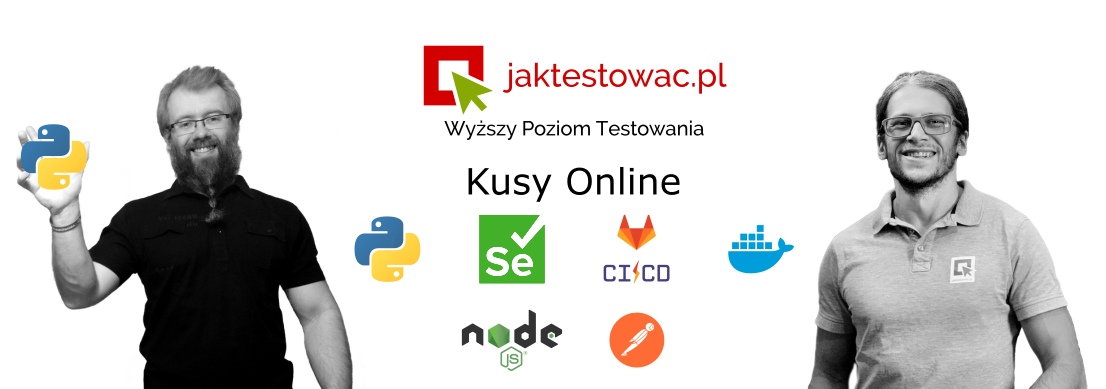 jaktestowac.pl
Wyższy Poziom Testowania
Kusy Online
Se
CI CD
node
JS